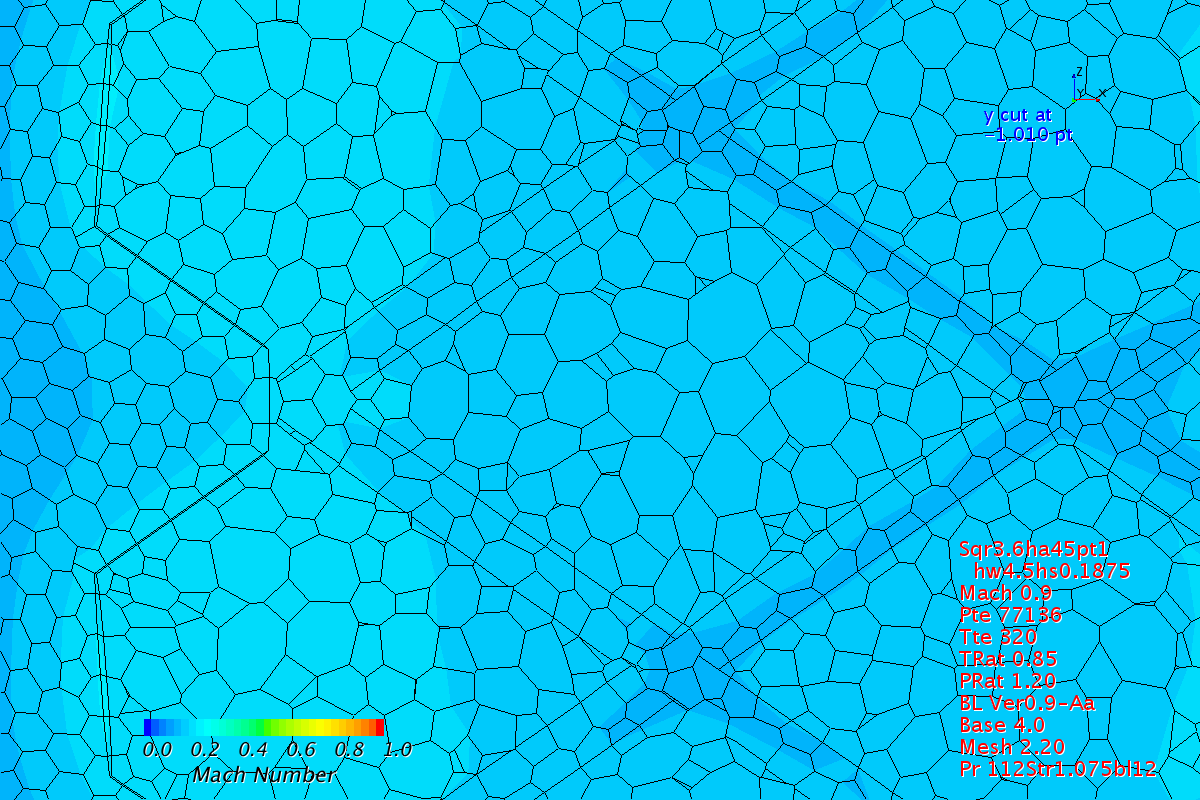 Z
Y X
y cut at
=1.010 pt
Sqr3.6ha45pt1
hw4.5hs0.1875
Mach 0.9
Pte 77136
Tte 320
TRat 0.85
PRat 1.20
BL Ver0.9-Aa
Base 4.0
Mesh 2.20
Pr 112Str1.075bl12
0.0 0.2 0.4 0.6 0.8 1.0
Mach Number